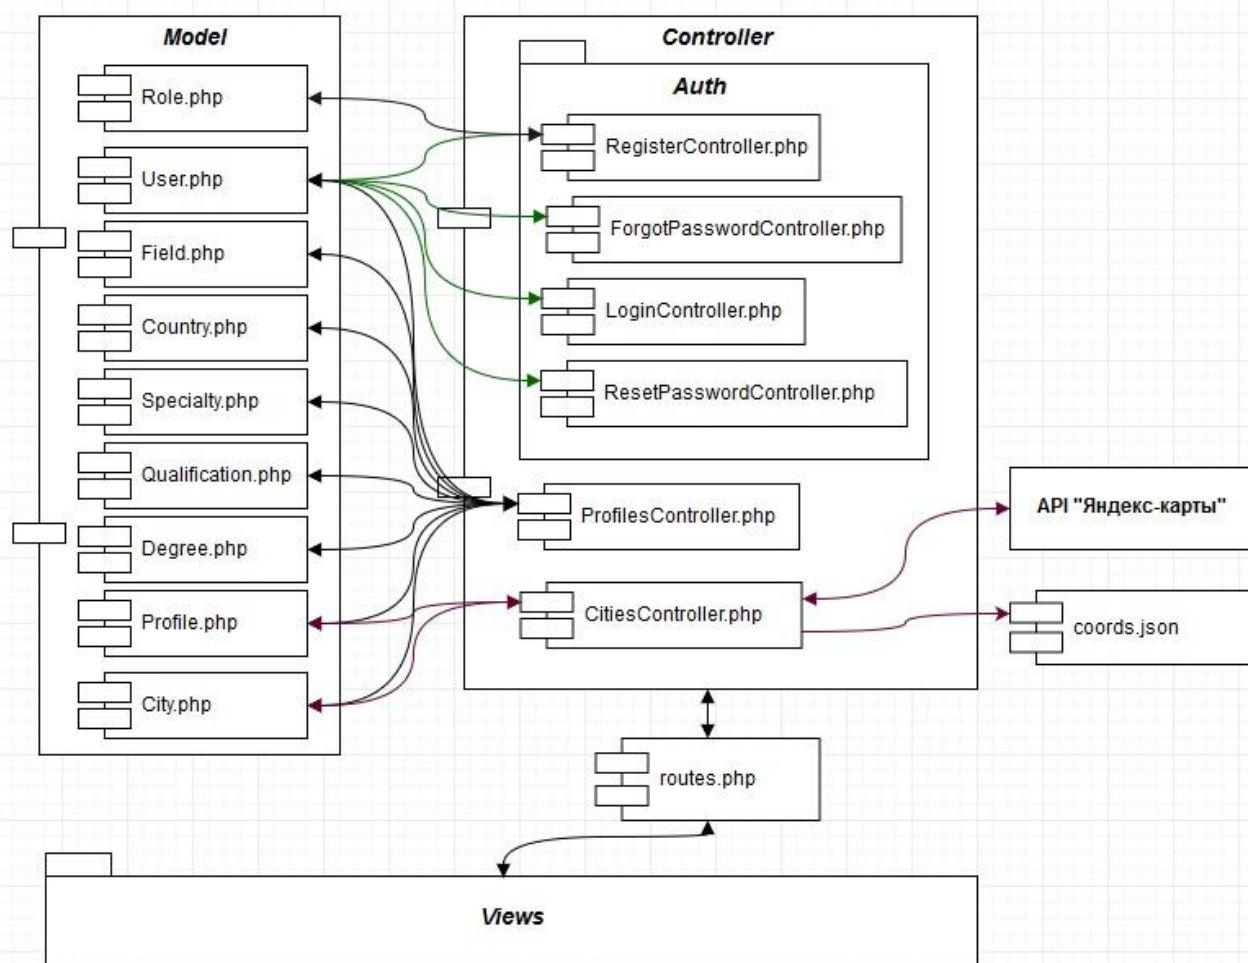 Model
Role.php
User.php
Field.php
Country.php
Specialty.php
Qualification.php
Degree.php
Profile.php
City.php
Controller
Auth
RegisterController.php
ForgotPasswordController.php
LoginController.php
ResetPasswordController.php
ProfilesController.php
CitiesController.php
API "Яндекс-карты"
coords.json
routes.php
Views